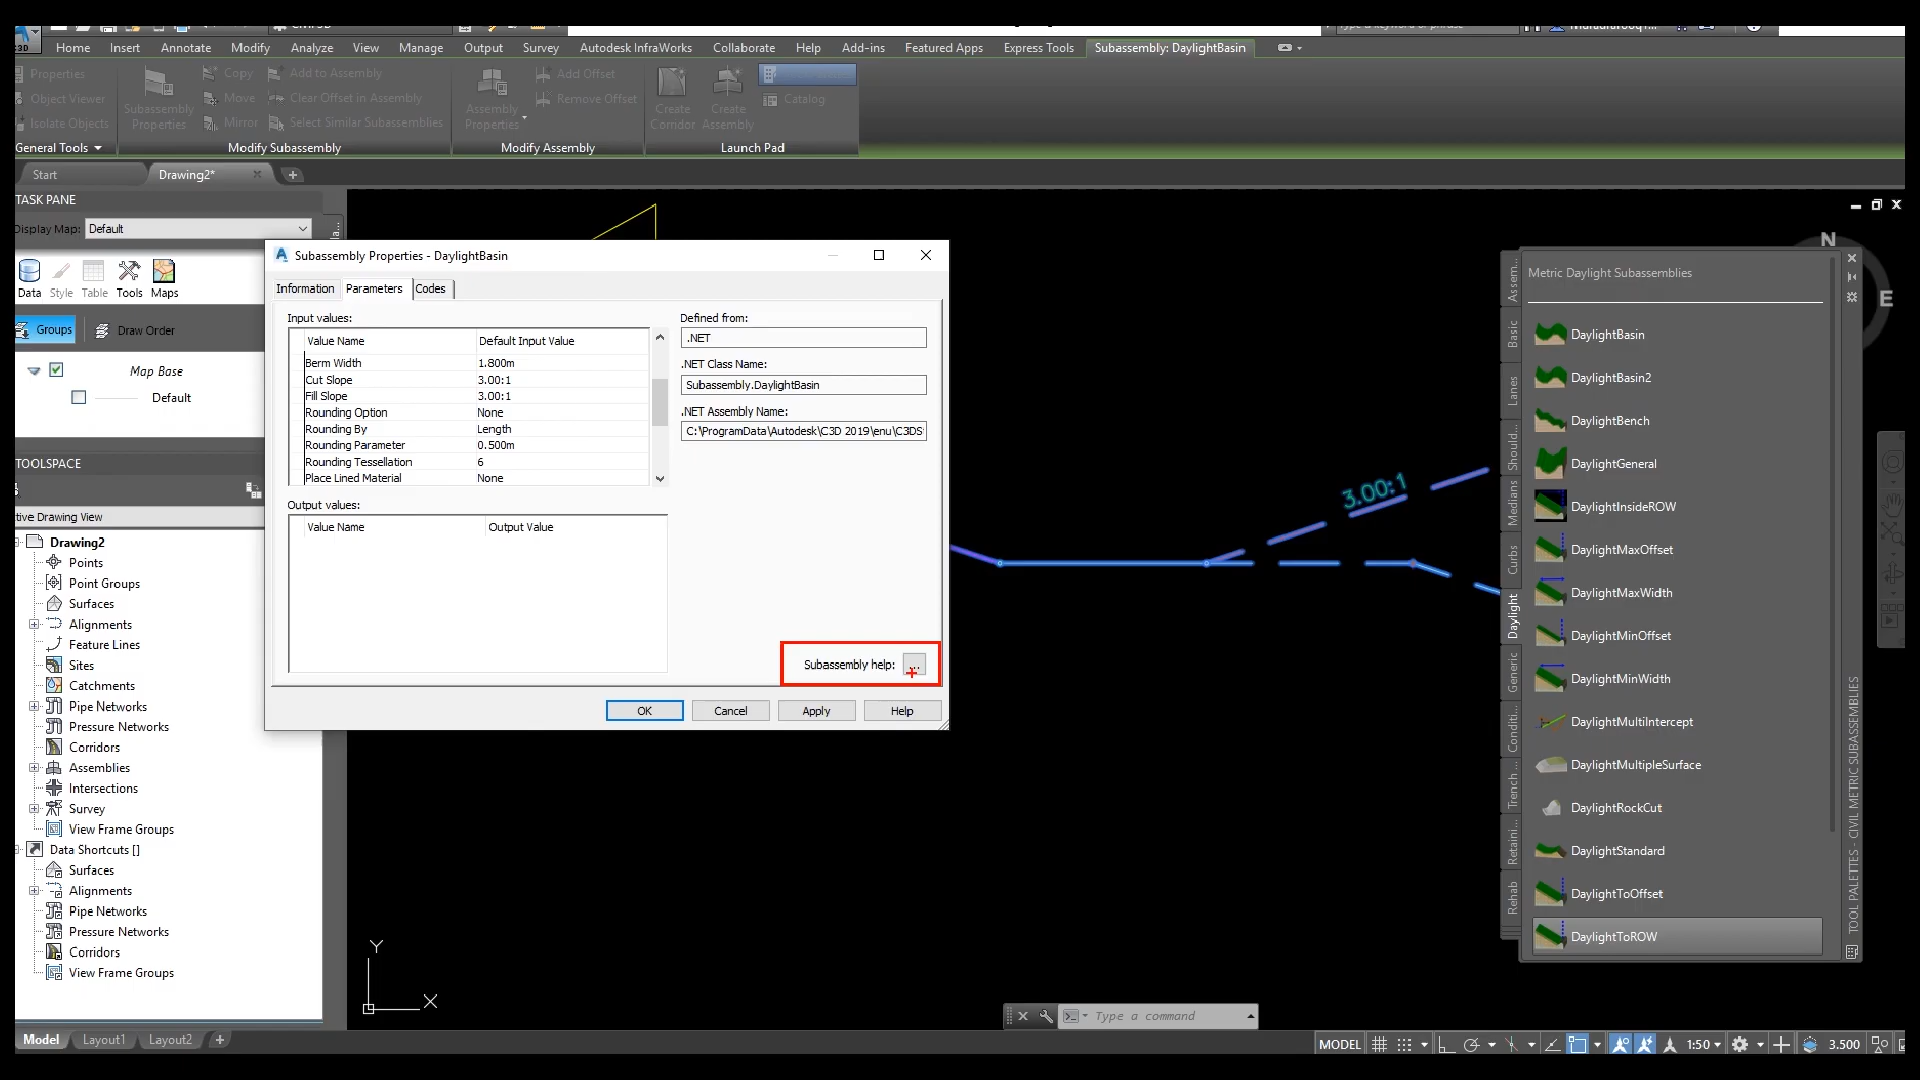 C3D
Home Insert Annotate Modify Analyze View Manage Output Survey Autodesk InfraWorks Collaborate Help Add-ins Featured Apps Express Tools Subassembly: DaylightBasin
Properties
Object Viewer
Isolate Objects
General Tools
Subassembly Properties
Copy
Move
Mirror
Add to Assembly
Clear Offset in Assembly
Select Similar Subassemblies
Modify Subassembly
Assembly Properties
Add Offset
Remove Offset
Modify Assembly
Create Corridor
Create Assembly
Catalog
Launch Pad
Start
Drawing2*
TASK PANE
Display Map: Default
Data Style Table Tools Maps
Groups Draw Order
Map Base
Default
TOOLSPACE
tive Drawing View
Drawing2
Points
Point Groups
Surfaces
Alignments
Feature Lines
Sites
Catchments
Pipe Networks
Pressure Networks
Corridors
Assemblies
Intersections
Survey
View Frame Groups
Data Shortcuts []
Surfaces
Alignments
Pipe Networks
Pressure Networks
Corridors
View Frame Groups
Subassembly Properties - DaylightBasin
Information Parameters Codes
Input values:
Value Name Default Input Value
Berm Width 1.800m
Cut Slope 3.00:1
Fill Slope 3.00:1
Rounding Option None
Rounding By Length
Rounding Parameter 0.500m
Rounding Tessellation 6
Place Lined Material None
Output values:
Value Name Output Value
Defined from:
.NET
.NET Class Name:
Subassembly.DaylightBasin
.NET Assembly Name:
C:\ProgramData\Autodesk\C3D 2019\enu\C3DS
Subassembly help: ...
OK Cancel Apply Help
3.00:1
N
E
Y
X
Metric Daylight Subassemblies
DaylightBasin
DaylightBasin2
DaylightBench
DaylightGeneral
DaylightInsideROW
DaylightMaxOffset
DaylightMaxWidth
DaylightMinOffset
DaylightMinWidth
DaylightMultiIntercept
DaylightMultipleSurface
DaylightRockCut
DaylightStandard
DaylightToOffset
DaylightToROW
Assem...
Basic
Lanes
Should...
Medians
Curbs
Daylight
Generic
Conditi...
Trench ...
Retaini...
Rehab
TOOL PALETTES - CIVIL METRIC SUBASSEMBLIES
Type a command
Model Layout1 Layout2
MODEL 1:50 3.500